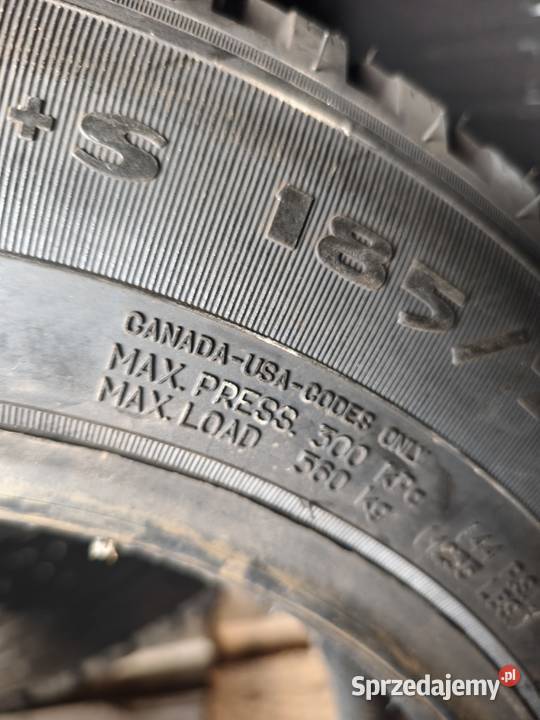 +S 185/
CANADA-USA-CODES ONLY
MAX. PRESS. 300 KPa
MAX. LOAD 560 kg
Sprzedajemy.pl